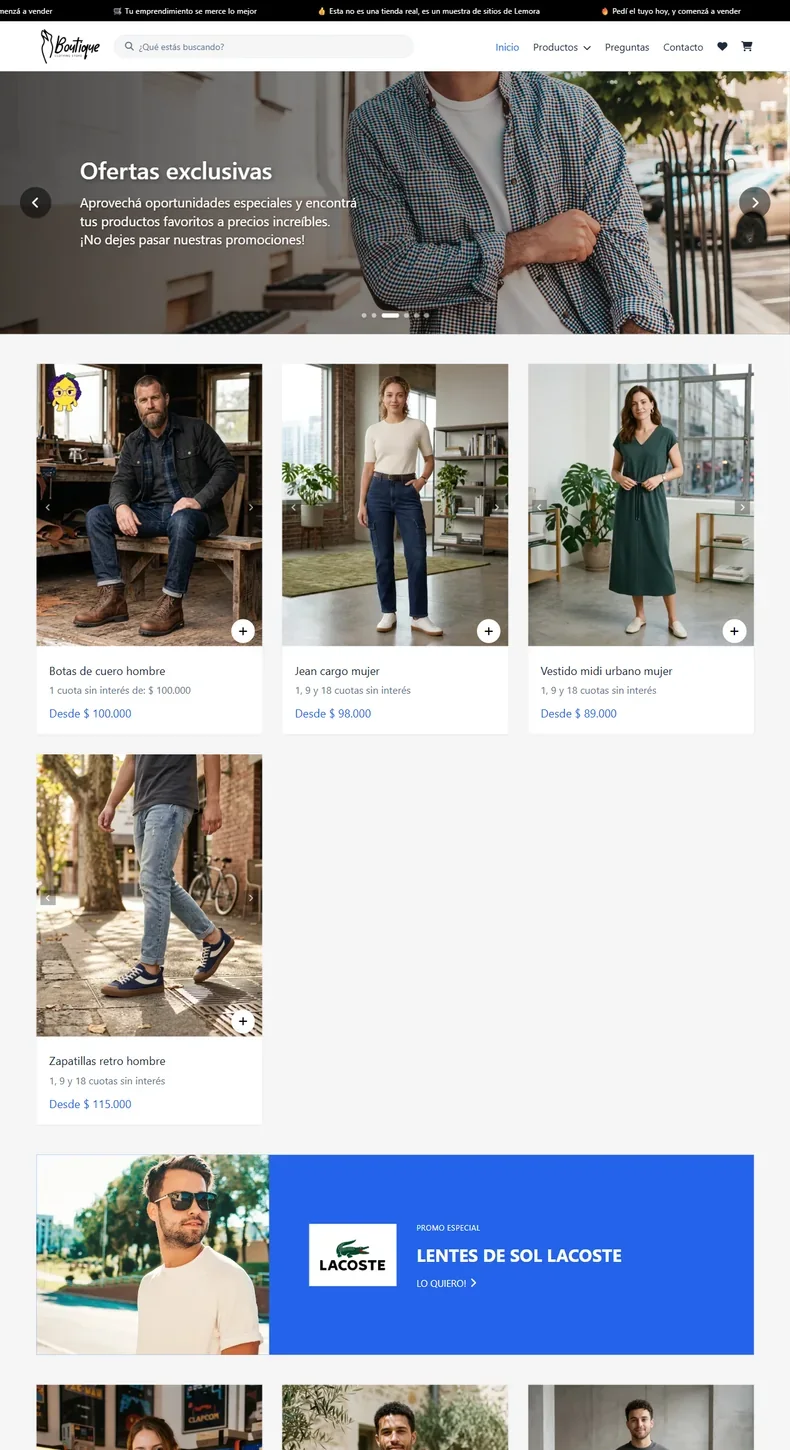 menzá a vender
🛒 Tu emprendimiento se merce lo mejor
💰 Esta no es una tienda real, es un muestra de sitios de Lemora
🔥 Pedí el tuyo hoy, y comenzá a vender
Boutique
¿Qué estás buscando?
Inicio
Productos
Preguntas
Contacto
Ofertas exclusivas
Aprovechá oportunidades especiales y encontrá
tus productos favoritos a precios increíbles.
¡No dejes pasar nuestras promociones!
Botas de cuero hombre
1 cuota sin interés de: $ 100.000
Desde $ 100.000
Jean cargo mujer
1, 9 y 18 cuotas sin interés
Desde $ 98.000
Vestido midi urbano mujer
1, 9 y 18 cuotas sin interés
Desde $ 89.000
Zapatillas retro hombre
1, 9 y 18 cuotas sin interés
Desde $ 115.000
LACOSTE
PROMO ESPECIAL
LENTES DE SOL LACOSTE
LO QUIERO!
CAPCOM